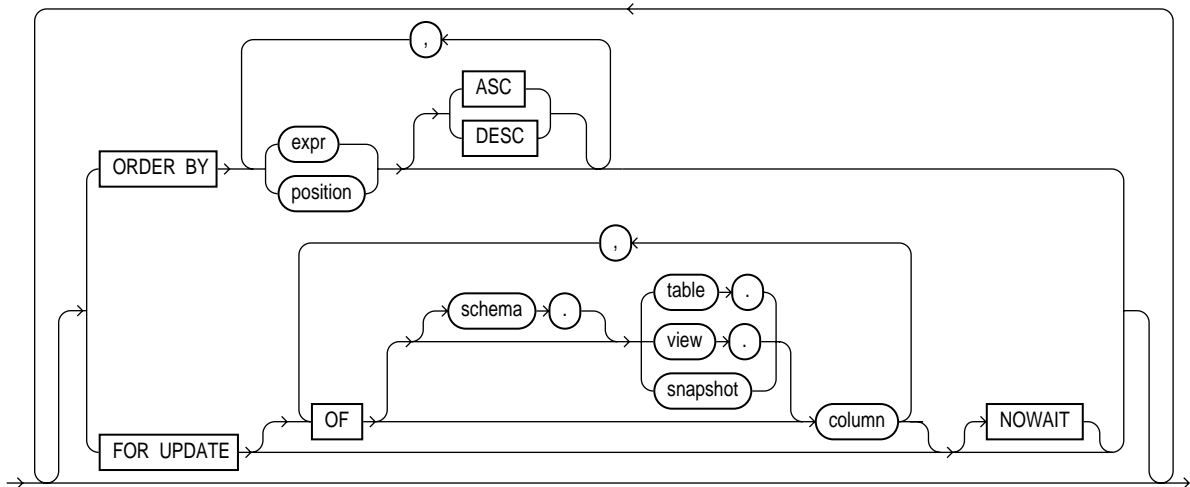 ,
ASC
DESC
expr
ORDER BY
position
,
schema .
table .
view .
snapshot
OF
column
NOWAIT
FOR UPDATE